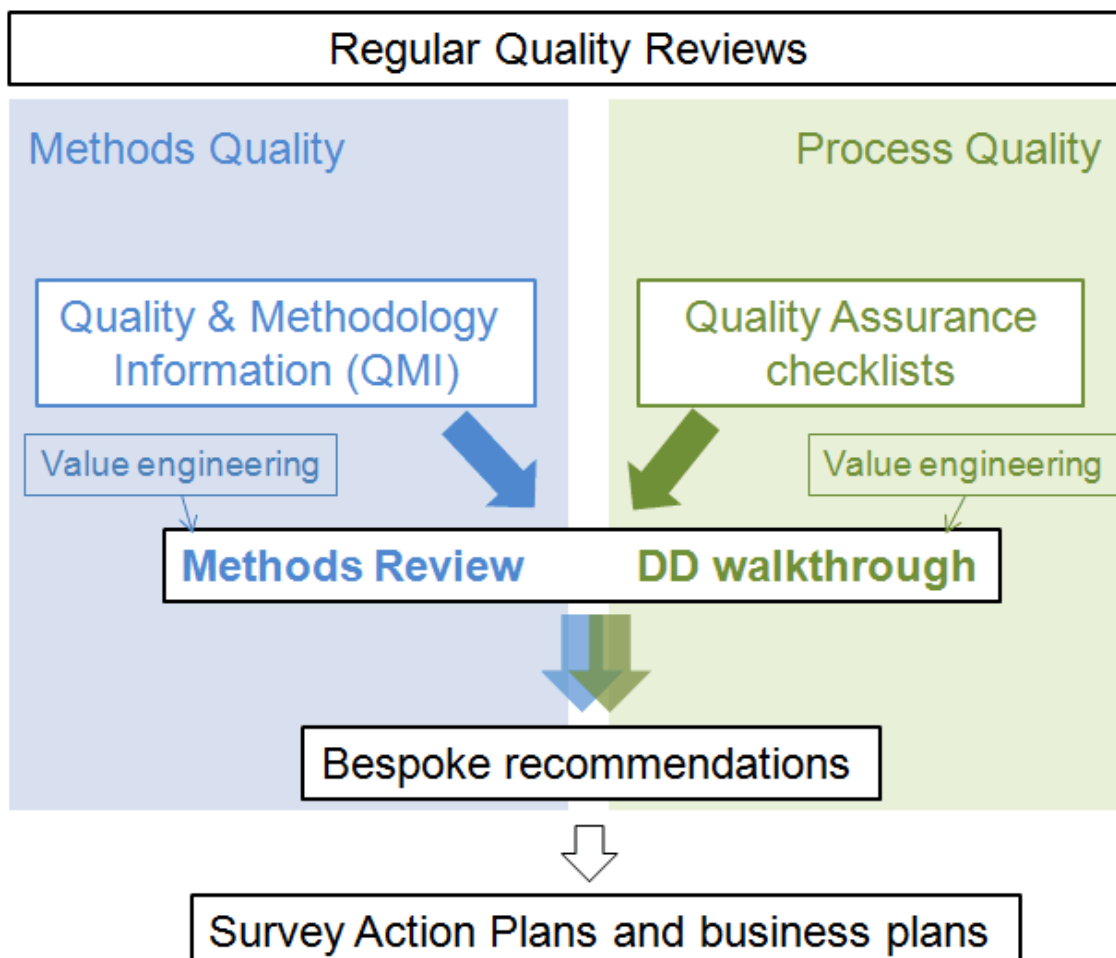 Regular Quality Reviews
Methods Quality
Process Quality
Quality & Methodology
Information (QMI)
Quality Assurance
checklists
Value engineering
Value engineering
Methods Review
DD walkthrough
Bespoke recommendations
Survey Action Plans and business plans